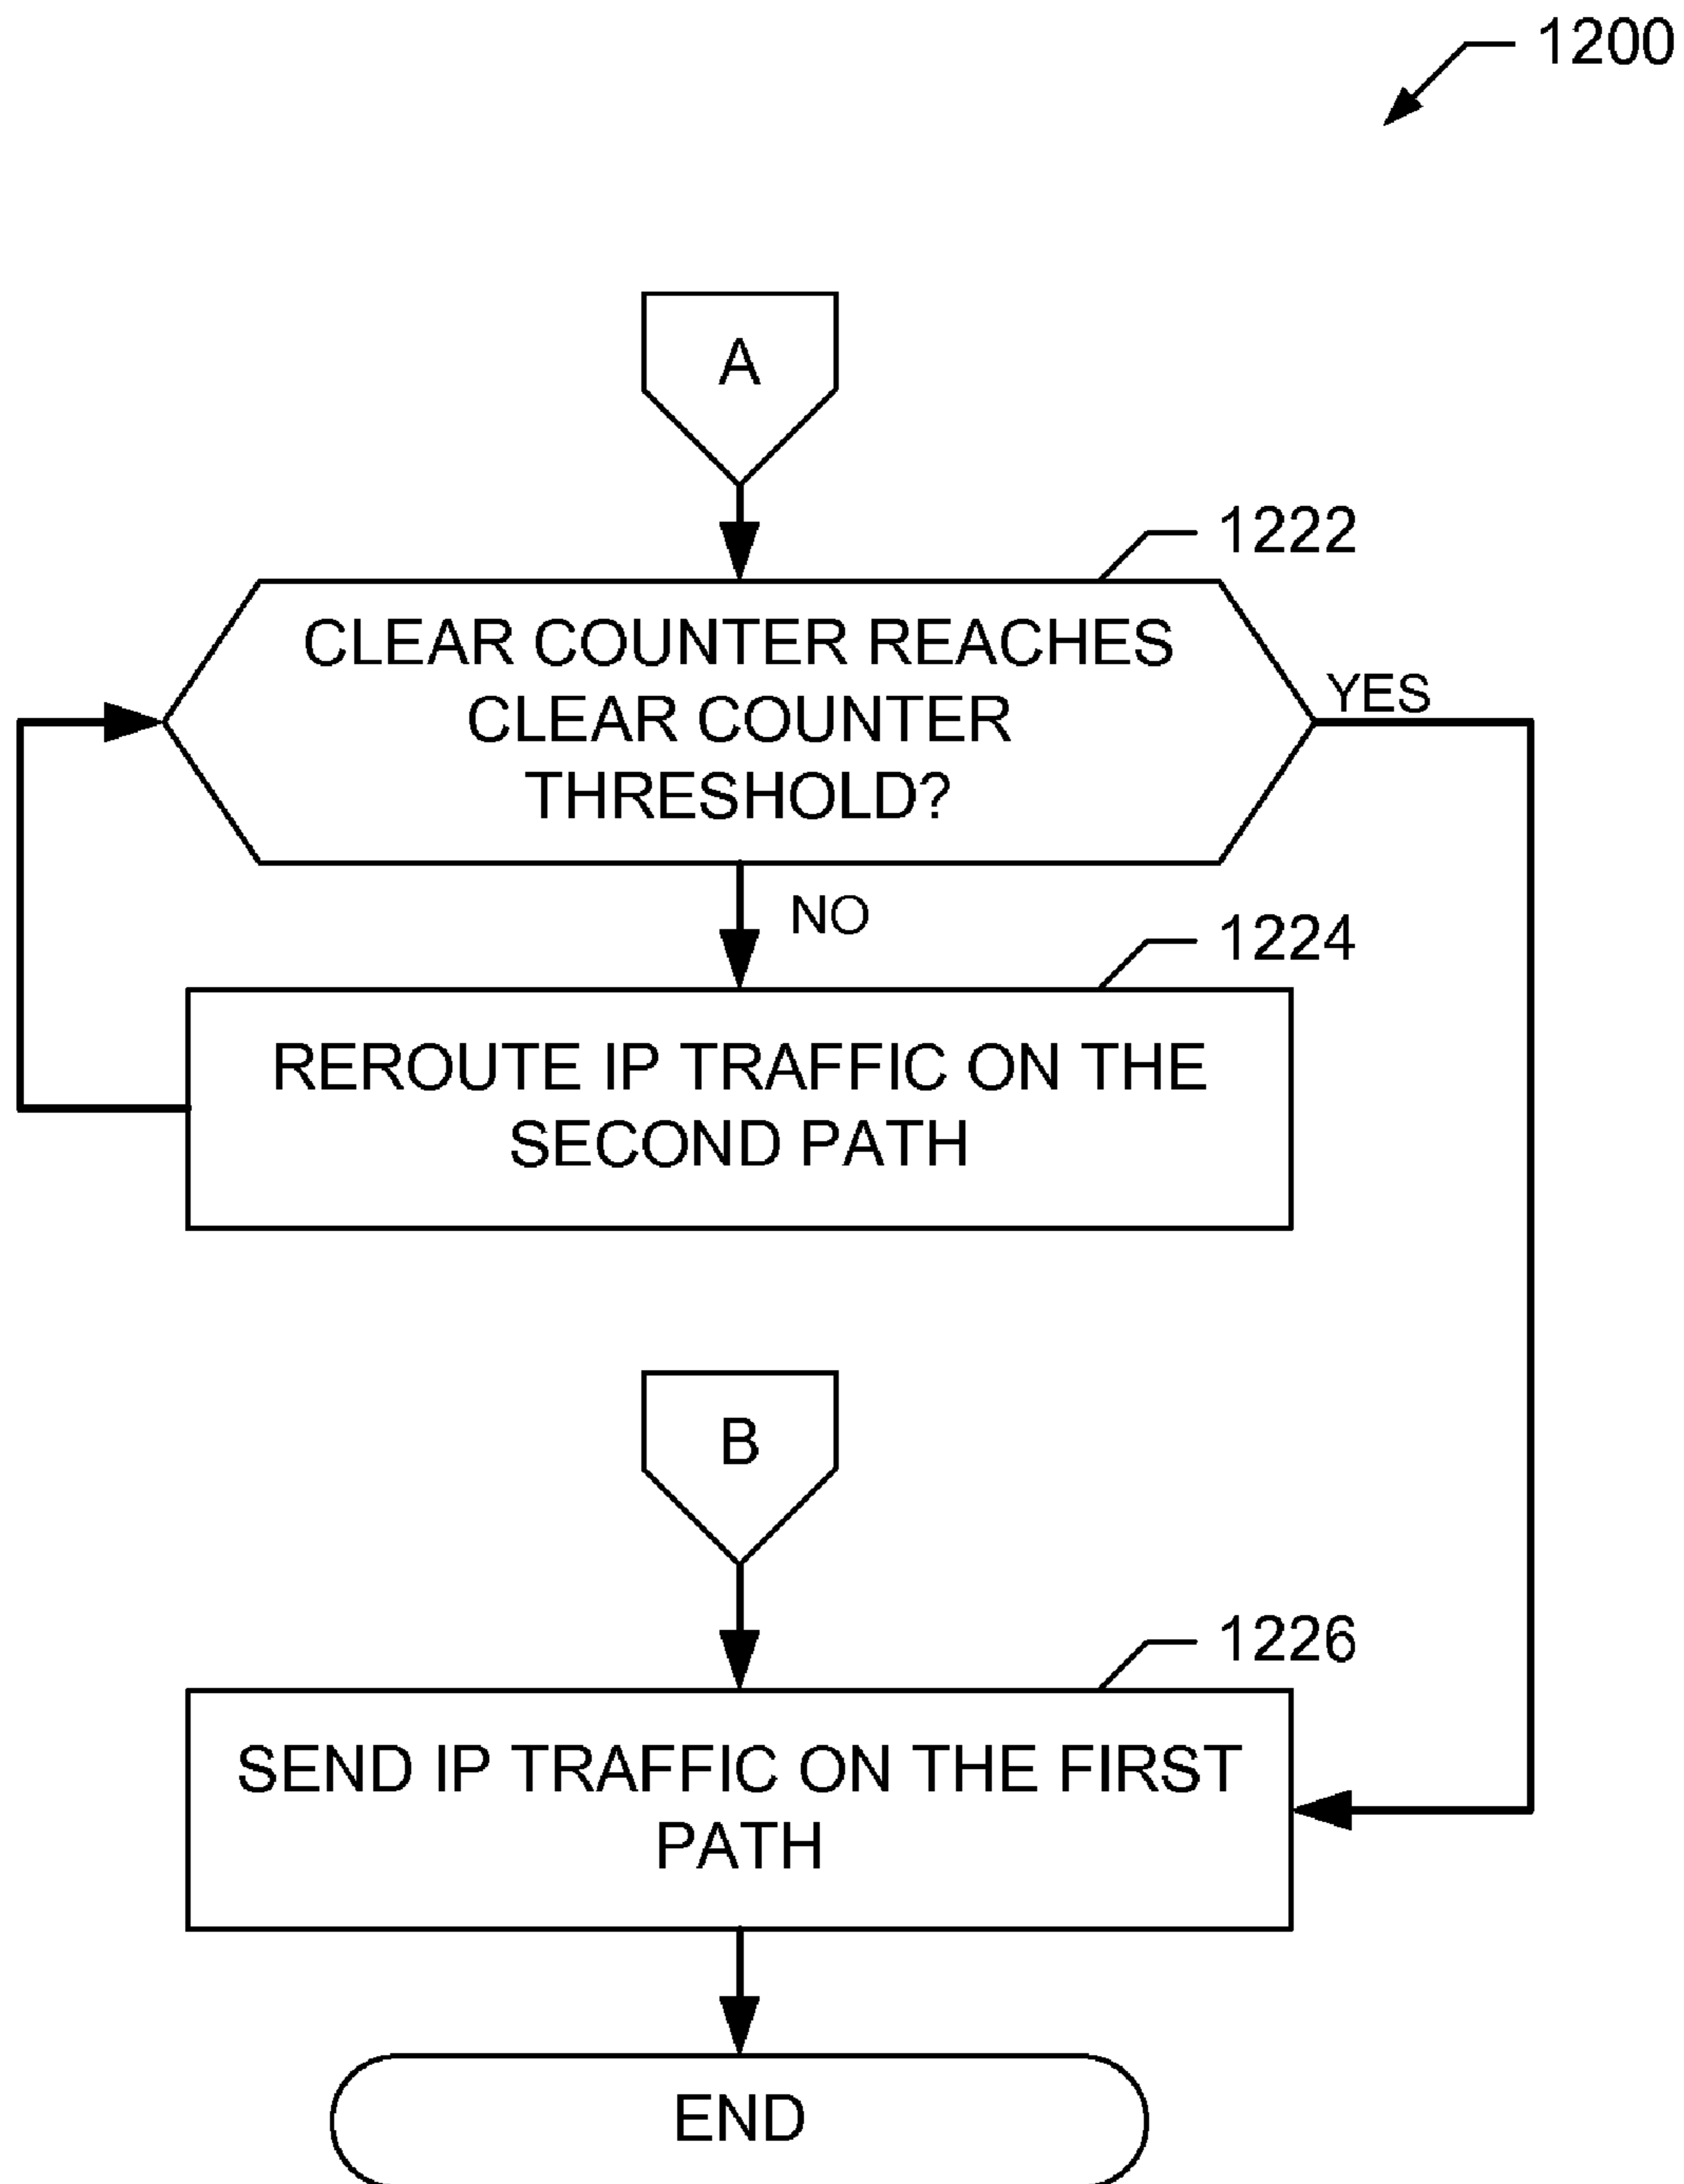 1200
A
1222
CLEAR COUNTER REACHES
CLEAR COUNTER
THRESHOLD?
YES
NO
1224
REROUTE IP TRAFFIC ON THE
SECOND PATH
B
1226
SEND IP TRAFFIC ON THE FIRST
PATH
END